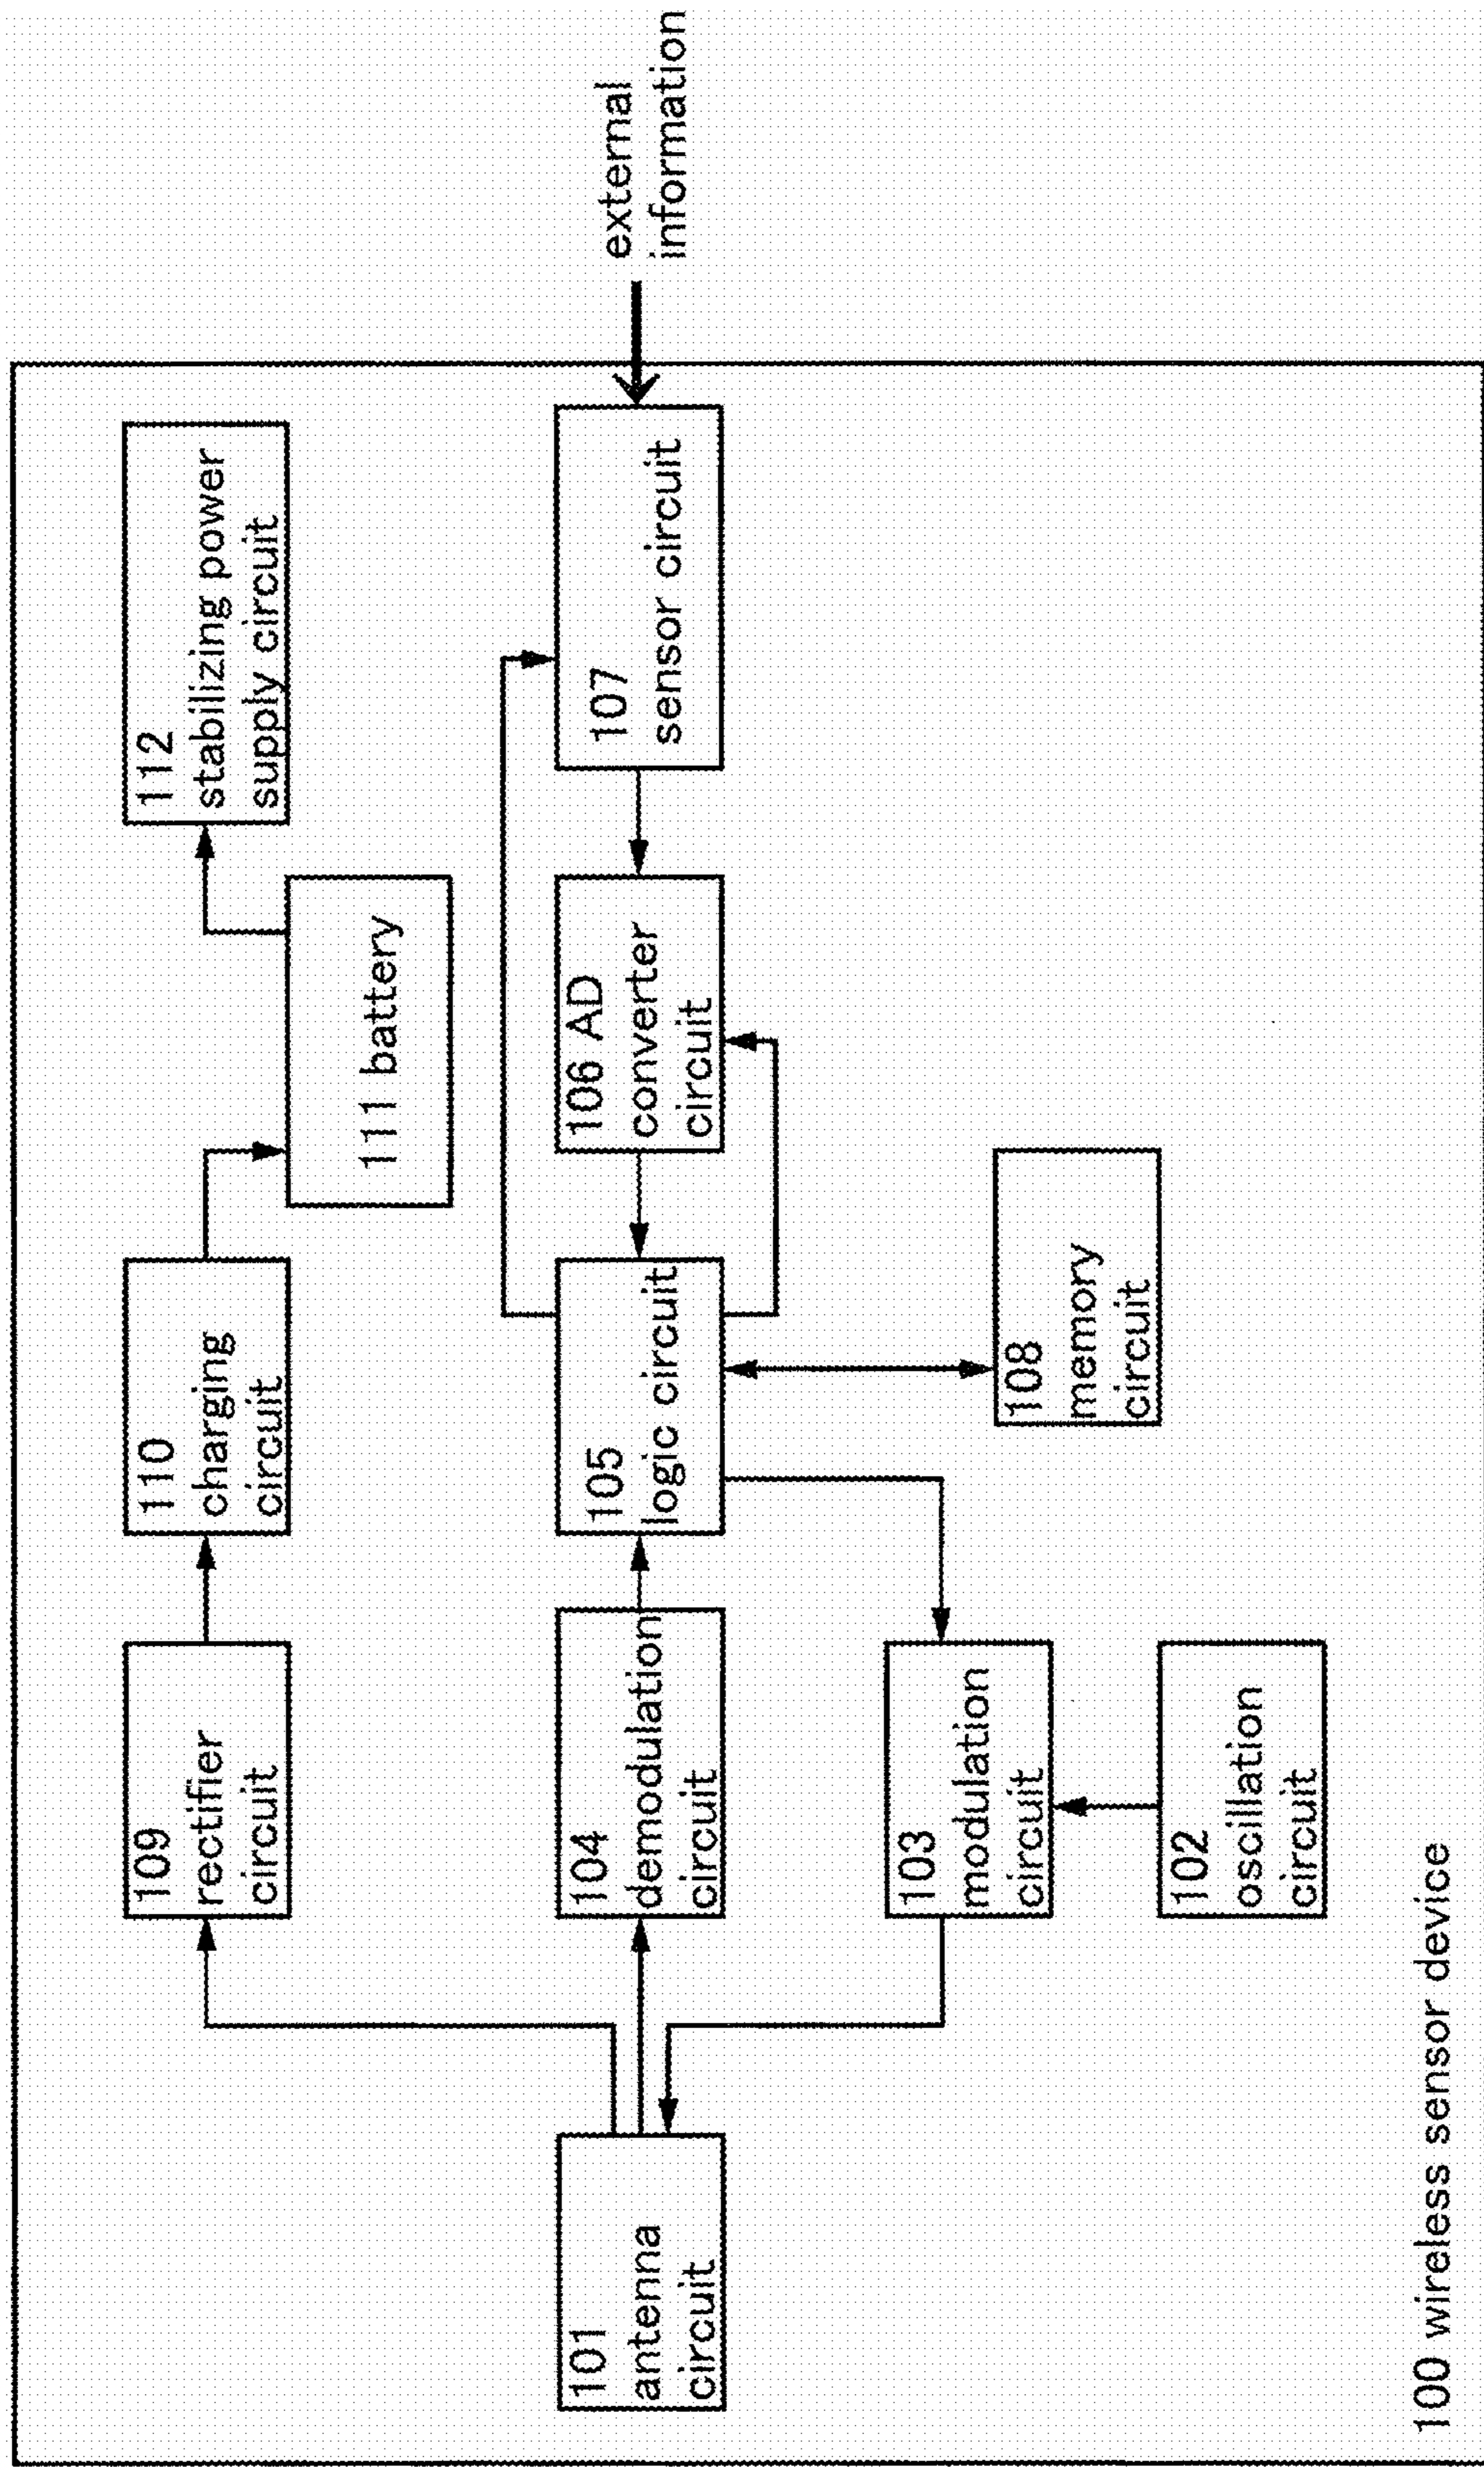 109
rectifier
circuit
110
charging
circuit
111 battery
112
stabilizing power
supply circuit
101
antenna
circuit
104
demodulation
circuit
105
logic circuit
106 AD
converter
circuit
107
sensor circuit
external
information
103
modulation
circuit
108
memory
circuit
102
oscillation
circuit
100 wireless sensor device